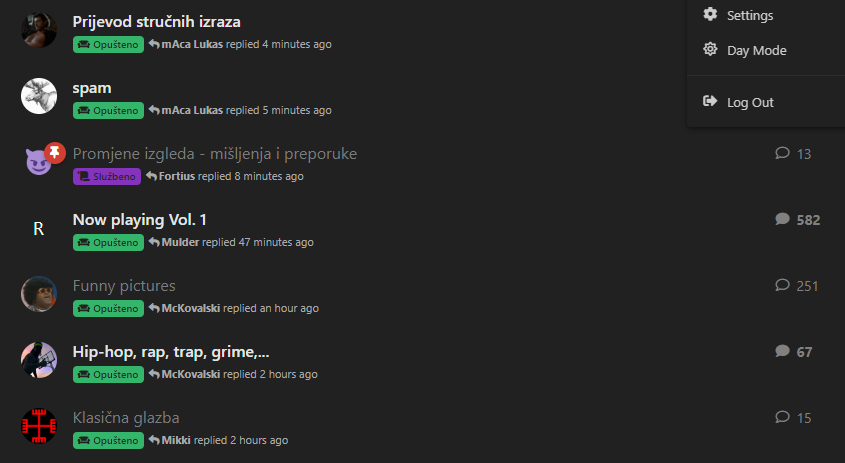 Prijevod stručnih izraza
Opušteno mAca Lukas replied 4 minutes ago
Settings
Day Mode
Log Out
spam
Opušteno mAca Lukas replied 5 minutes ago
Promjene izgleda - mišljenja i preporuke 13
Službeno Fortius replied 8 minutes ago
R
Now playing Vol. 1 582
Opušteno Mulder replied 47 minutes ago
Funny pictures 251
Opušteno McKovalski replied an hour ago
Hip-hop, rap, trap, grime,... 67
Opušteno McKovalski replied 2 hours ago
Klasična glazba 15
Opušteno Mikki replied 2 hours ago